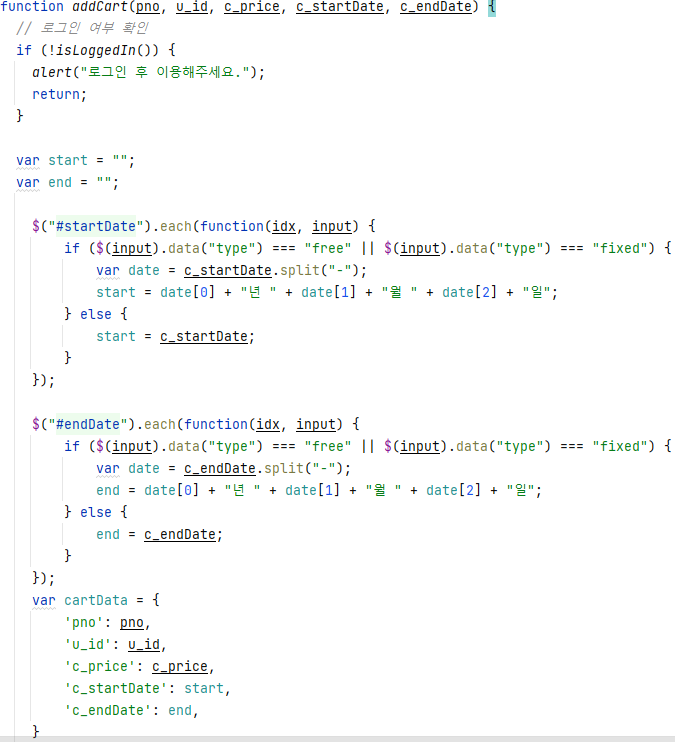 function addCart(pno, u_id, c_price, c_startDate, c_endDate) {
// 로그인 여부 확인
if (!isLoggedIn()) {
alert("로그인 후 이용해주세요.");
return;
}
var start = "";
var end = "";
$("#startDate").each(function(idx, input) {
if ($(input).data("type") === "free" || $(input).data("type") === "fixed") {
var date = c_startDate.split("-");
start = date[0] + "년 " + date[1] + "월 " + date[2] + "일";
} else {
start = c_startDate;
}
});
$("#endDate").each(function(idx, input) {
if ($(input).data("type") === "free" || $(input).data("type") === "fixed") {
var date = c_endDate.split("-");
end = date[0] + "년 " + date[1] + "월 " + date[2] + "일";
} else {
end = c_endDate;
}
});
var cartData = {
'pno': pno,
'u_id': u_id,
'c_price': c_price,
'c_startDate': start,
'c_endDate': end,
}